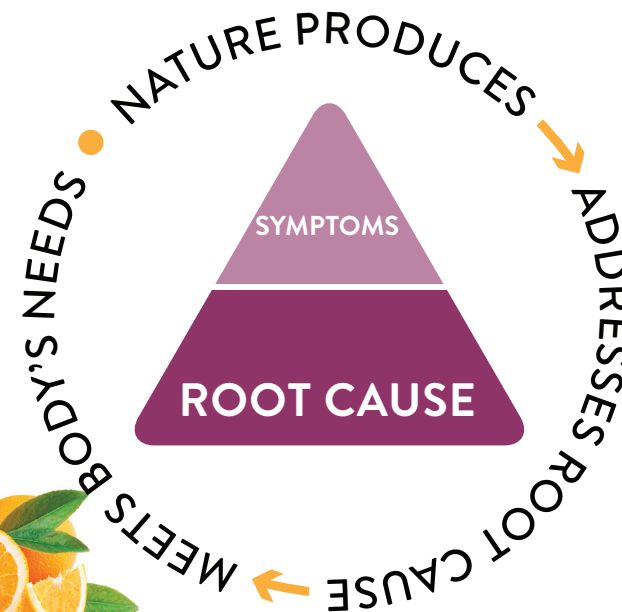 NATURE PRODUCES
ADDRESSES ROOT CAUSE
MEETS BODY'S NEEDS
SYMPTOMS
ROOT CAUSE